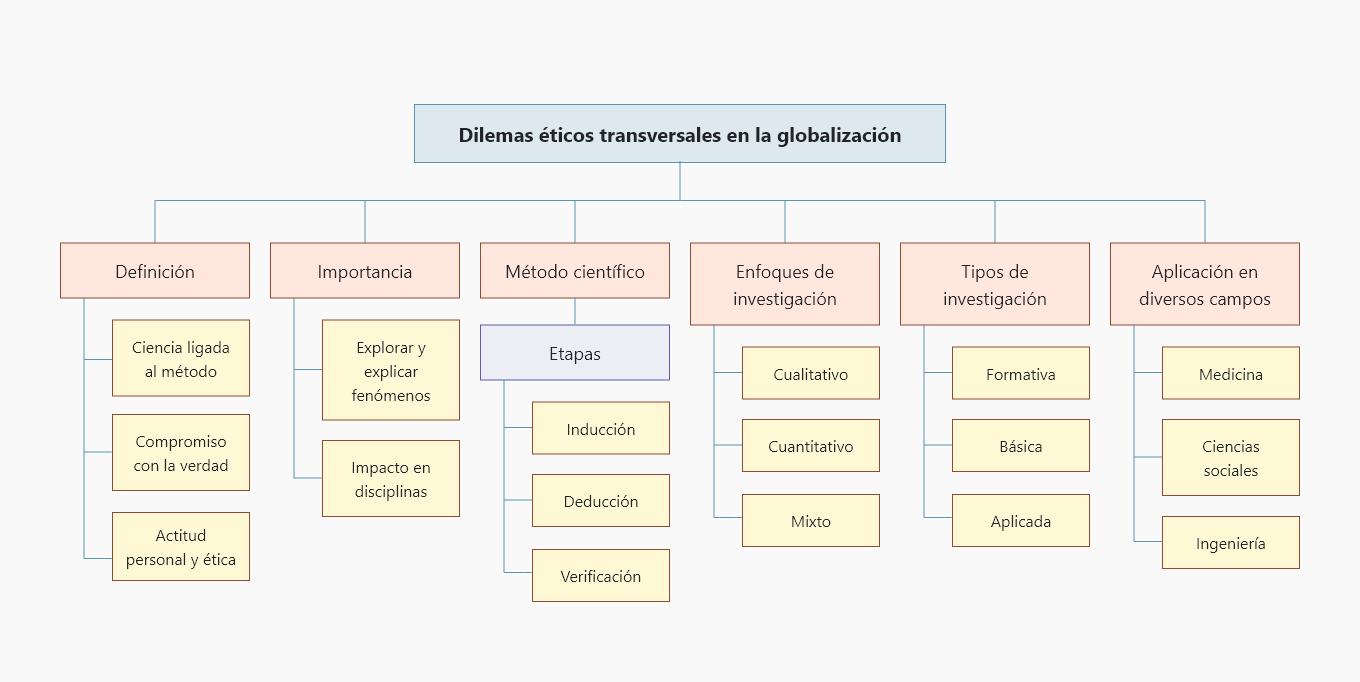 Dilemas éticos transversales en la globalización
Definición
Ciencia ligada
al método
Compromiso
con la verdad
Actitud
personal y ética
Importancia
Explorar y
explicar
fenómenos
Impacto en
disciplinas
Método científico
Etapas
Inducción
Deducción
Verificación
Enfoques de
investigación
Cualitativo
Cuantitativo
Mixto
Tipos de
investigación
Formativa
Básica
Aplicada
Aplicación en
diversos campos
Medicina
Ciencias
sociales
Ingeniería